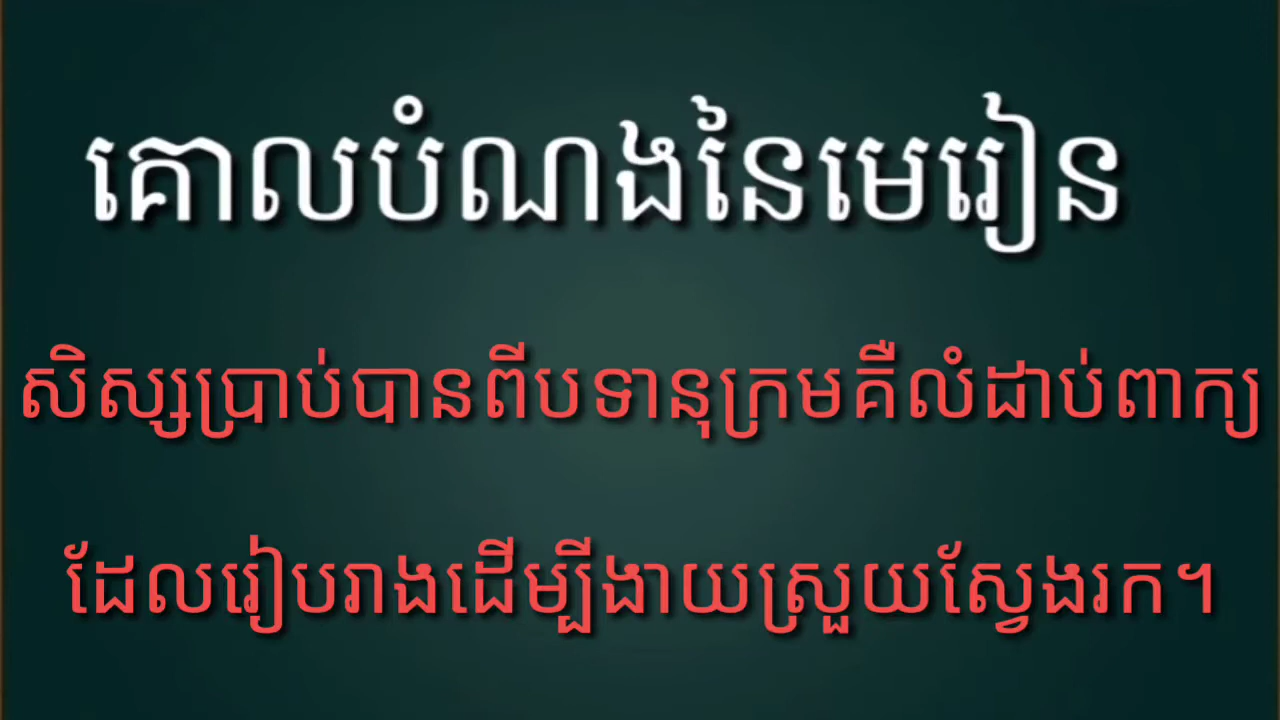 គោលបំណងនៃមេរៀន
សិស្សប្រាប់បានពីបទានុក្រមគឺលំដាប់ពាក្យ
ដែលរៀបរាងដើម្បីងាយស្រួយស្វែងរក។